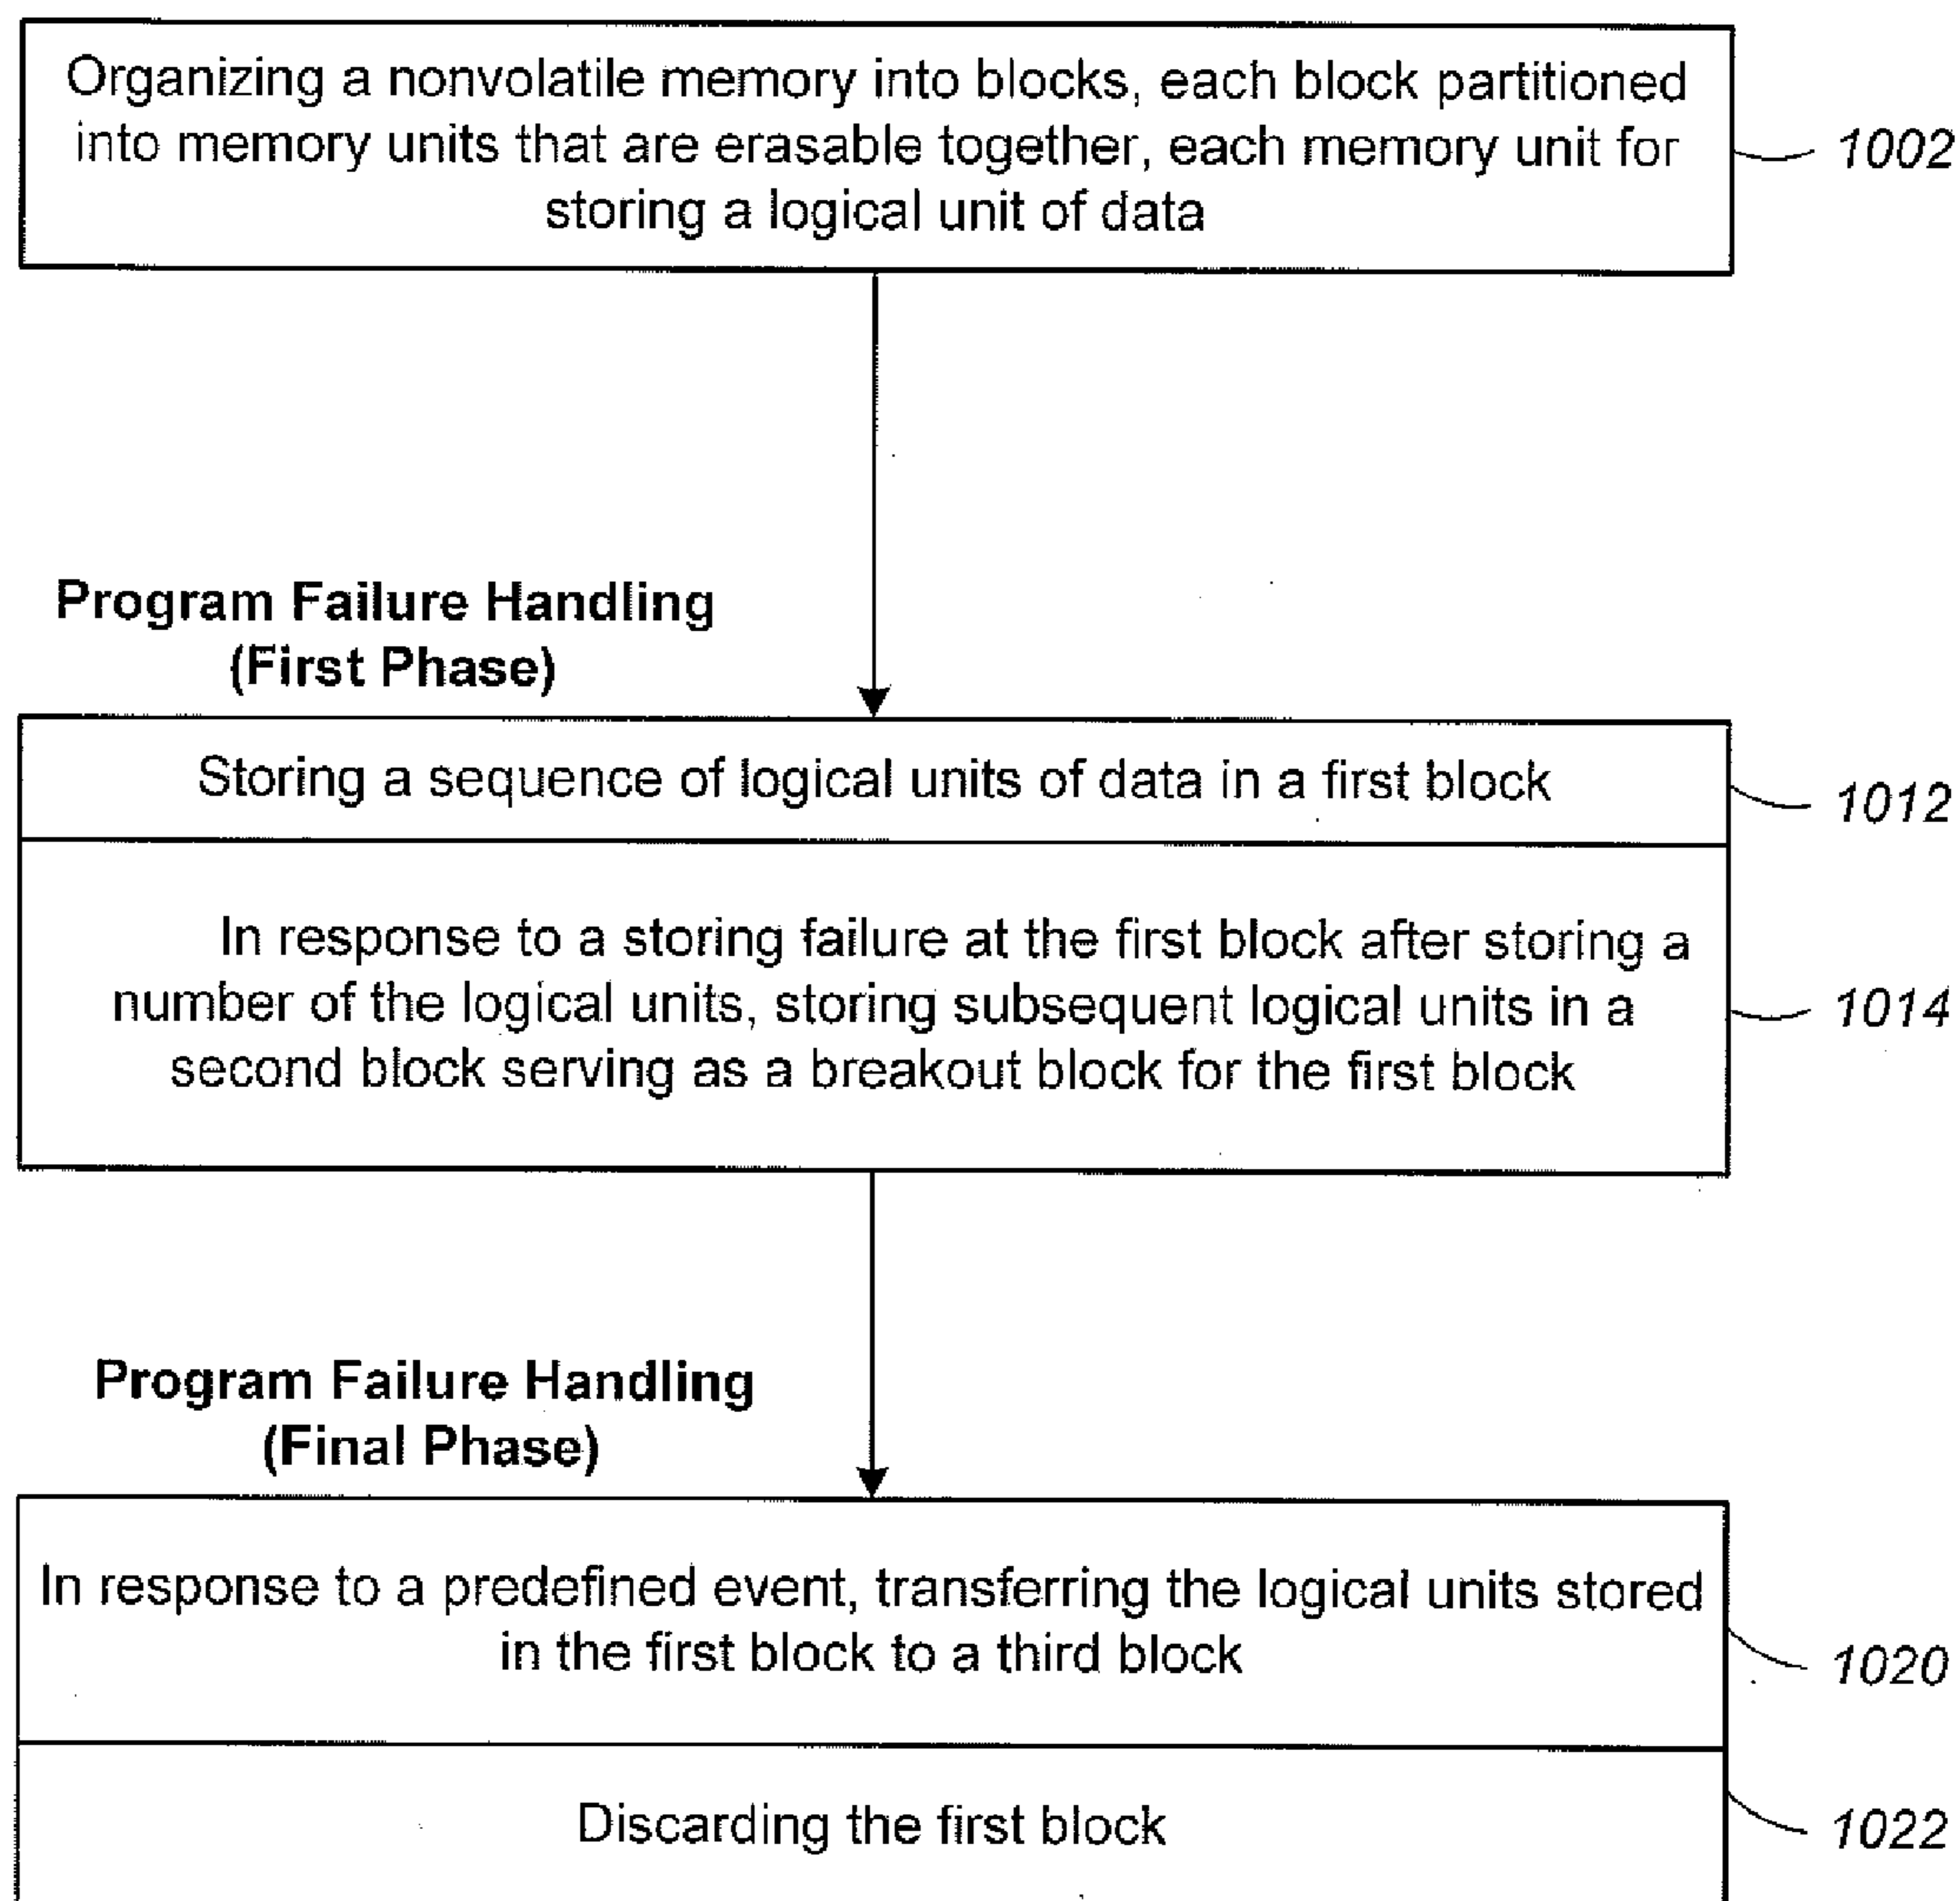 Organizing a nonvolatile memory into blocks, each block partitioned
into memory units that are erasable together, each memory unit for
storing a logical unit of data
1002
Program Failure Handling
(First Phase)
Storing a sequence of logical units of data in a first block
1012
In response to a storing failure at the first block after storing a
number of the logical units, storing subsequent logical units in a
second block serving as a breakout block for the first block
1014
Program Failure Handling
(Final Phase)
In response to a predefined event, transferring the logical units stored
in the first block to a third block
1020
Discarding the first block
1022